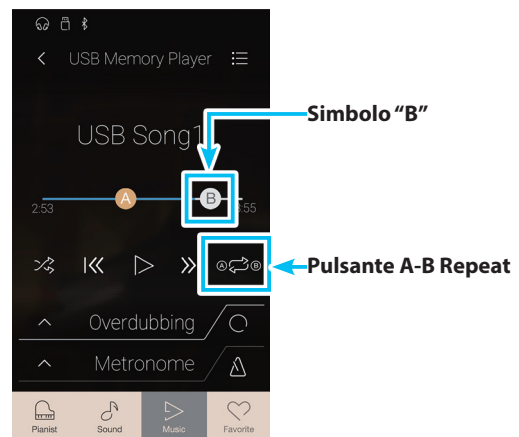 USB Memory Player
Simbolo “B”
USB Song1
A
B
2:53
:55
A B
Pulsante A-B Repeat
Overdubbing
Metronome
Pianist Sound Music Favorite